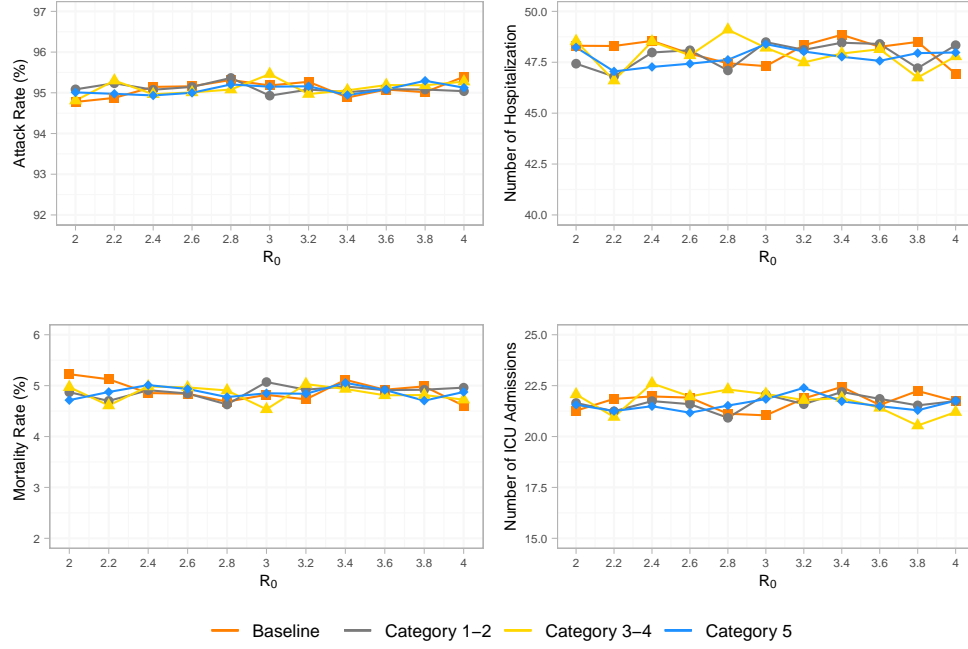 97
96
95
94
93
92
Attack Rate (%)
2 2.2 2.4 2.6 2.8 3 3.2 3.4 3.6 3.8 4
R0
50.0
47.5
45.0
42.5
40.0
Number of Hospitalization
2 2.2 2.4 2.6 2.8 3 3.2 3.4 3.6 3.8 4
R0
6
5
4
3
2
Mortality Rate (%)
2 2.2 2.4 2.6 2.8 3 3.2 3.4 3.6 3.8 4
R0
25.0
22.5
20.0
17.5
15.0
Number of ICU Admissions
2 2.2 2.4 2.6 2.8 3 3.2 3.4 3.6 3.8 4
R0
Baseline Category 1−2 Category 3−4 Category 5